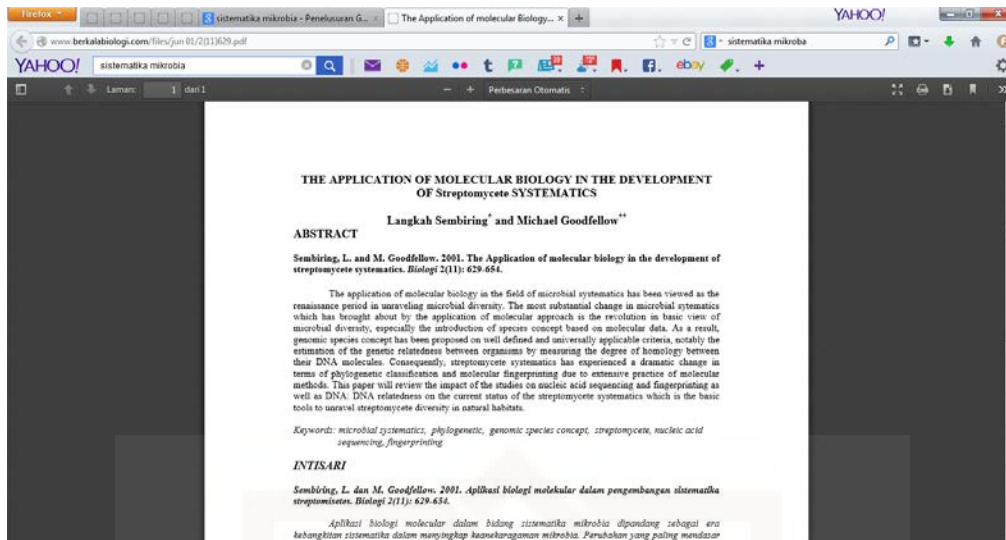 Firefox
sistematika mikrobia - Penelusuran G... ×
The Application of molecular Biology... × +
YAHOO!
www.berkalabiologi.com/files/jun 01/2(11)629.pdf
sistematika mikroba
YAHOO! sistematika mikrobia
ebay
Laman: 1 dari 1
Perbesaran Otomatis
THE APPLICATION OF MOLECULAR BIOLOGY IN THE DEVELOPMENT
OF Streptomycete SYSTEMATICS
Langkah Sembiring* and Michael Goodfellow**
ABSTRACT
Sembiring, L. and M. Goodfellow. 2001. The Application of molecular biology in the development of
streptomycete systematics. Biologi 2(11): 629-654.
The application of molecular biology in the field of microbial systematics has been viewed as the
renaissance period in unraveling microbial diversity. The most substantial change in microbial sytematics
which has brought about by the application of molecular approach is the revolution in basic view of
microbial diversity, especially the introduction of species concept based on molecular data. As a result,
genomic species concept has been proposed on well defined and universally applicable criteria, notably the
estimation of the genetic relatedness between organisms by measuring the degree of homology between
their DNA molecules. Consequently, streptomycete systematics has experienced a dramatic change in
terms of phylogenetic classification and molecular fingerprinting due to extensive practice of molecular
methods. This paper will review the impact of the studies on nucleic acid sequencing and fingerprinting as
well as DNA: DNA relatedness on the current status of the streptomycete systematics which is the basic
tools to unravel streptomycete diversity in natural habitats.
Keywords: microbial systematics, phylogenetic, genomic species concept, streptomycete, nucleic acid
sequencing, fingerprinting
INTISARI
Sembiring, L. dan M. Goodfellow. 2001. Aplikasi biologi molekular dalam pengembangan sistematika
streptomisetes. Biologi 2(11): 629-654.
Aplikasi biologi molecular dalam bidang sistematika mikrobia dipandang sebagai era
kebangkitan sistematika dalam menyingkap keanekaragaman mikrobia. Perubahan yang paling mendasar